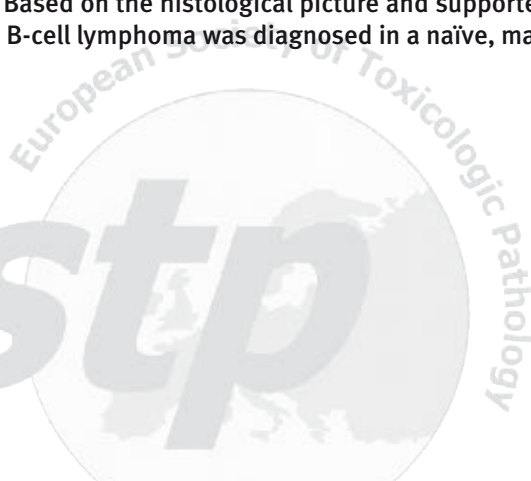 Based on the histological picture and supporte
B-cell lymphoma was diagnosed in a naïve, ma
European Society of Toxicologic Pathology
stp